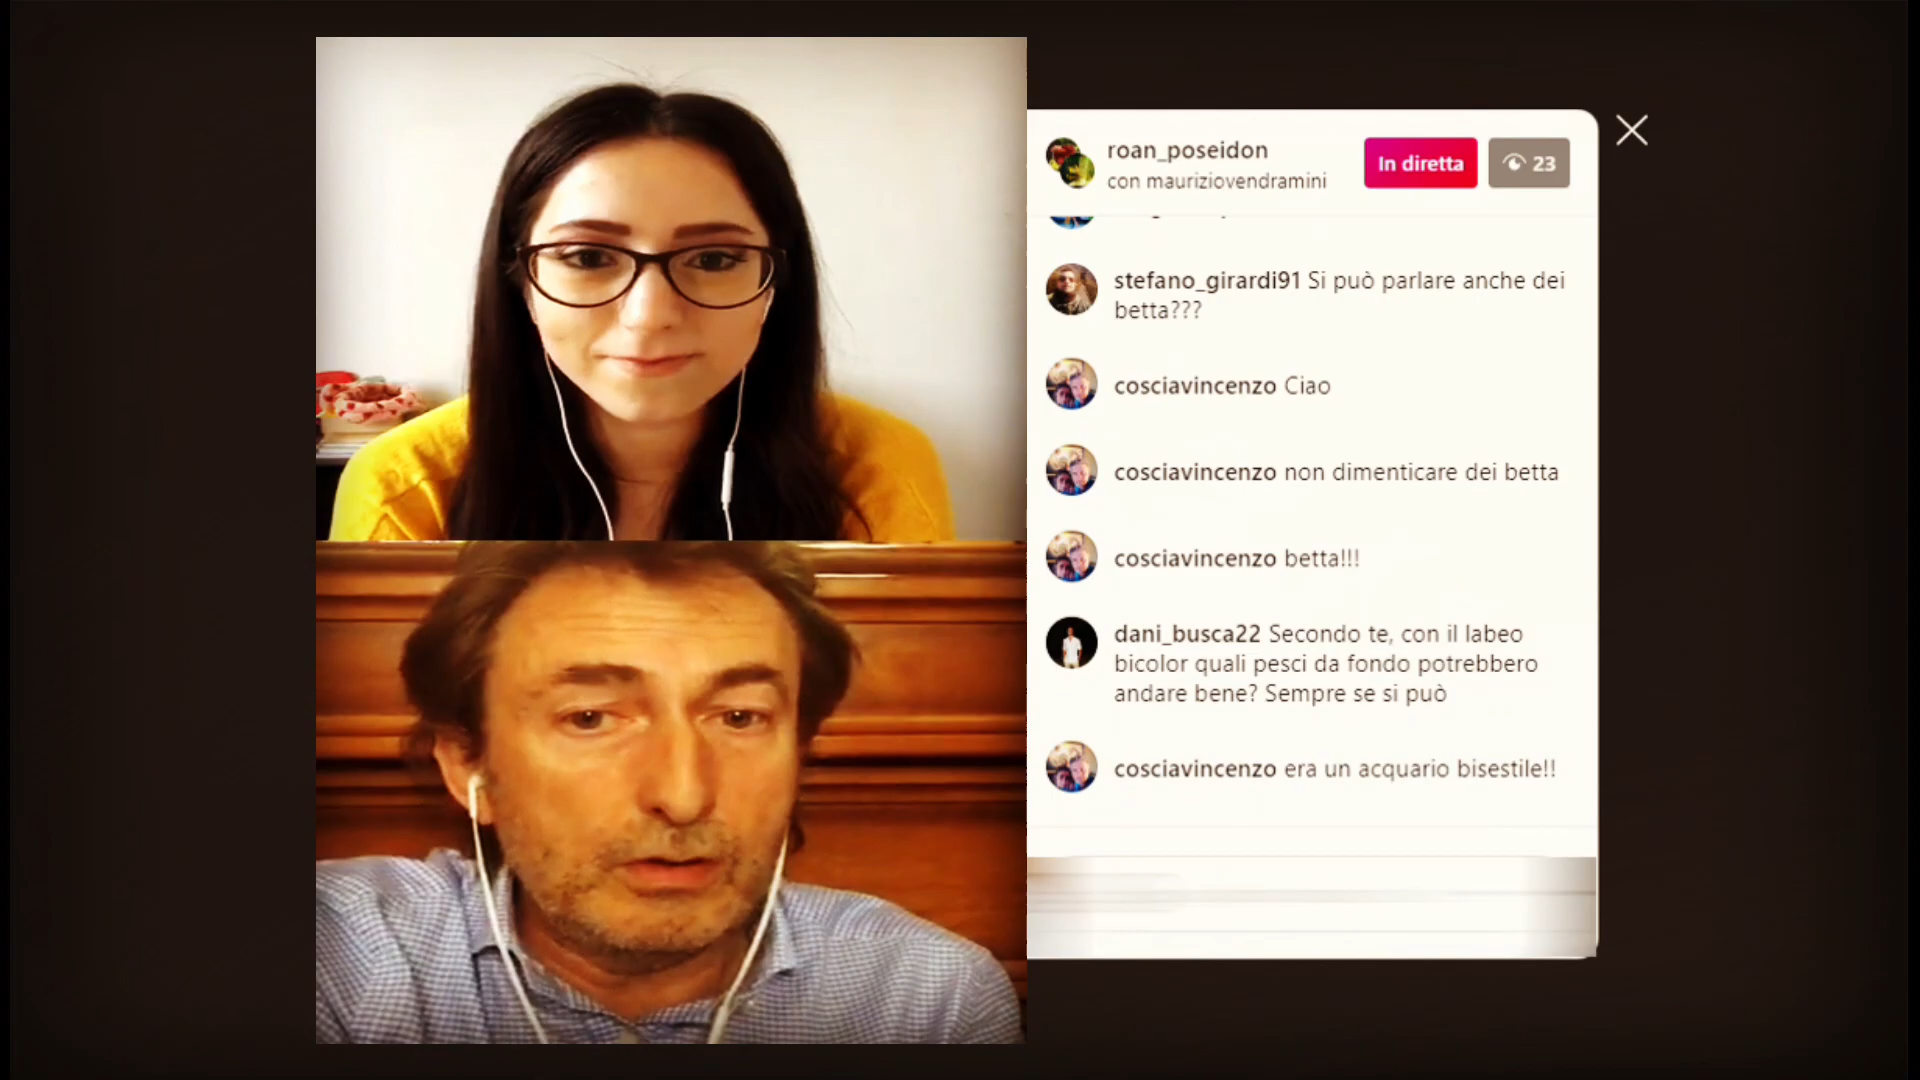 roan_poseidon
con mauriziovendramini
In diretta
23
stefano_girardi91 Si può parlare anche dei
betta???
cosciavincenzo Ciao
cosciavincenzo non dimenticare dei betta
cosciavincenzo betta!!!
dani_busca22 Secondo te, con il labeo
bicolor quali pesci da fondo potrebbero
andare bene? Sempre se si può
cosciavincenzo era un acquario bisestile!!